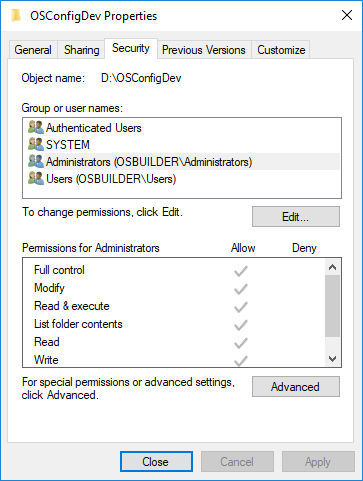 OSConfigDev Properties
General Sharing Security Previous Versions Customize
Object name: D:\OSConfigDev
Group or user names:
Authenticated Users
SYSTEM
Administrators (OSBUILDER\Administrators)
Users (OSBUILDER\Users)
To change permissions, click Edit.
Edit...
Permissions for Administrators Allow Deny
Full control
Modify
Read & execute
List folder contents
Read
Write
For special permissions or advanced settings,
click Advanced.
Advanced
Close Cancel Apply